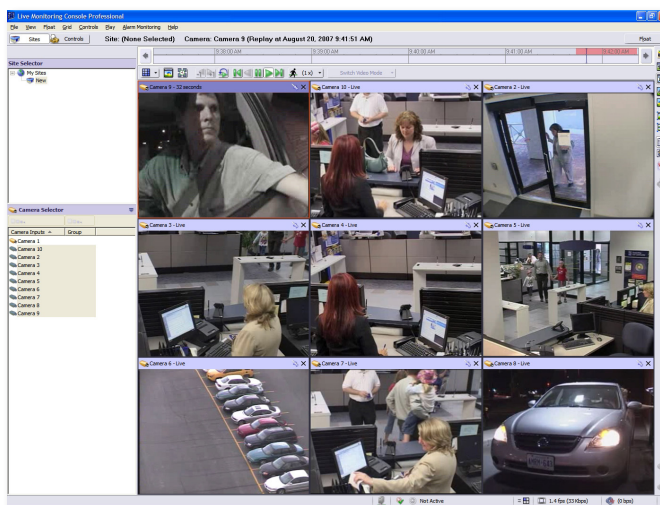 Live Monitoring Console Professional
File View Float Grid Controls Play Alarm Monitoring Help
Sites Controls Site: (None Selected) Camera: Camera 9 (Replay at August 20, 2007 9:41:51 AM) Float
9:38:00 AM 9:39:00 AM 9:40:00 AM 9:41:00 AM 9:42:00 AM
Site Selector
My Sites
New
(1x) Switch Video Mode
Camera 9 - 32 seconds
Camera 10 - Live
Camera 2 - Live
Camera Selector
Camera Inputs Group
Camera 1
Camera 10
Camera 2
Camera 3
Camera 4
Camera 5
Camera 6
Camera 7
Camera 8
Camera 9
Camera 3 - Live
Camera 4 - Live
Camera 5 - Live
Camera 6 - Live
Camera 7 - Live
Camera 8 - Live
Not Active 1.4 fps (33 Kbps) (0 bps)